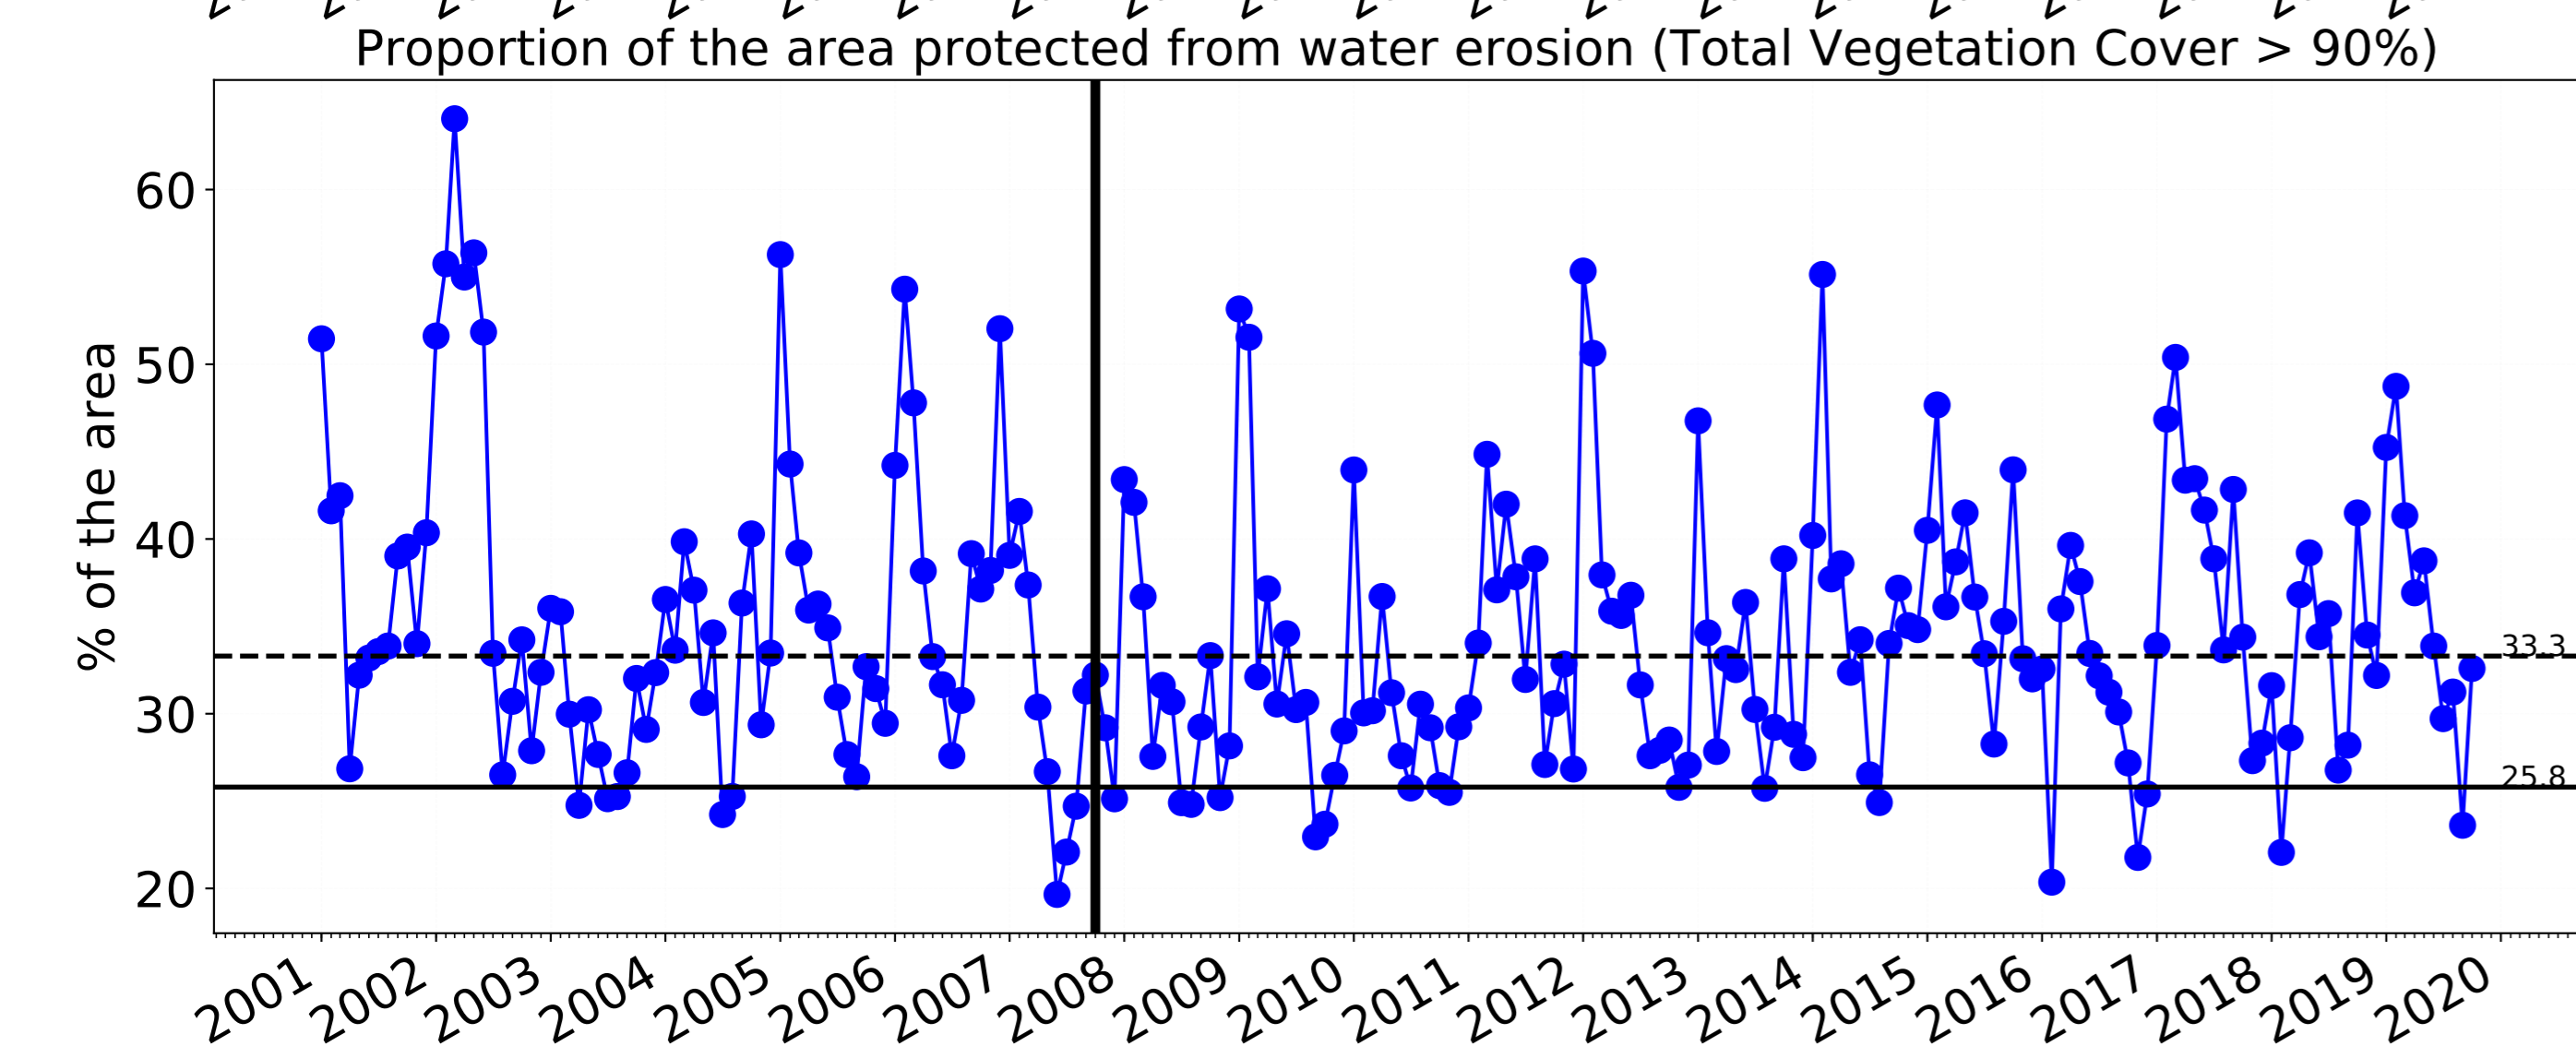 Proportion of the area protected from water erosion (Total Vegetation Cover > 90%)
% of the area
60
50
40
30
20
33.3
25.8
2001 2002 2003 2004 2005 2006 2007 2008 2009 2010 2011 2012 2013 2014 2015 2016 2017 2018 2019 2020